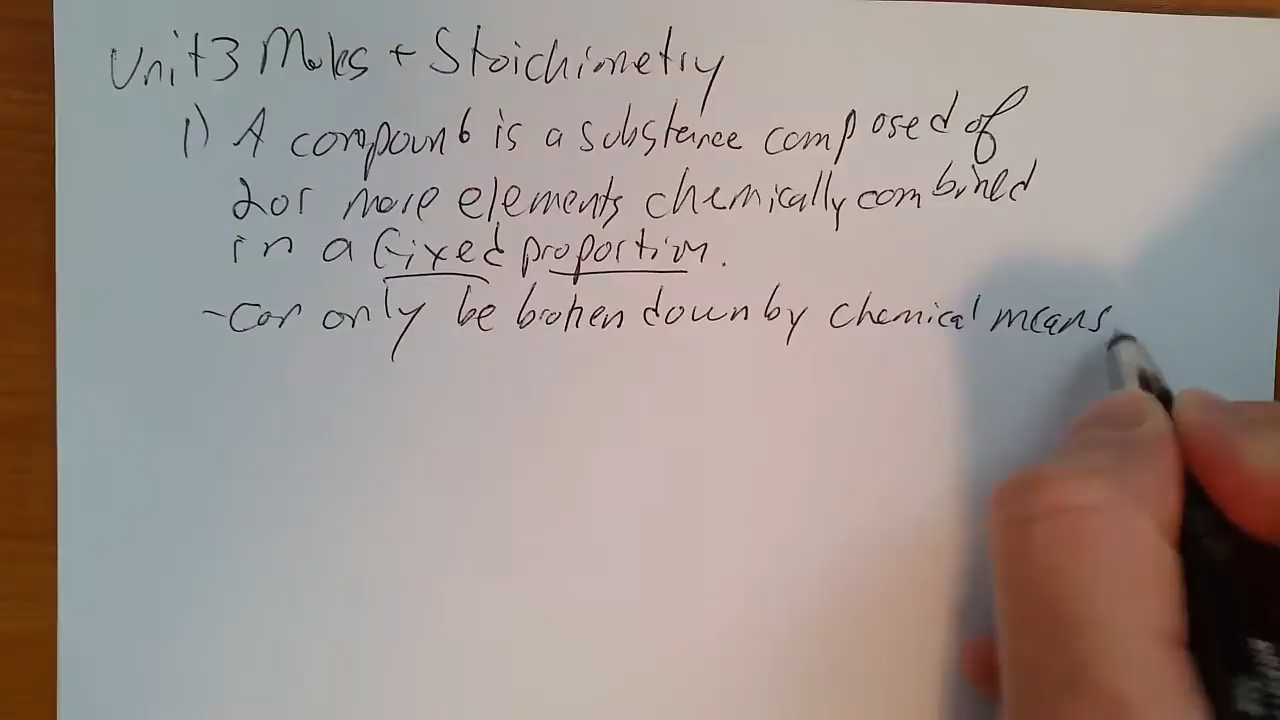 Unit 3 Moles + Stoichiometry
1) A compound is a substance composed of
2 or more elements chemically combined
in a fixed proportion.
- can only be broken down by chemical means